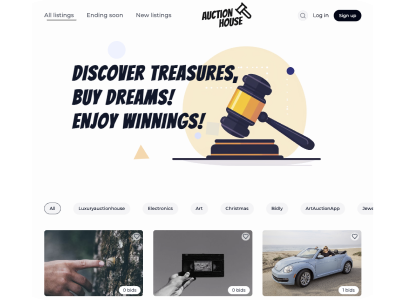 All listings Ending soon New listings
AUCTION HOUSE
Log in Sign up
DISCOVER TREASURES,
BUY DREAMS!
ENJOY WINNINGS!
All Luxuryauctionhouse Electronics Art Christmas Bidly ArtAuctionApp Jew
0 bids 0 bids 1 bids